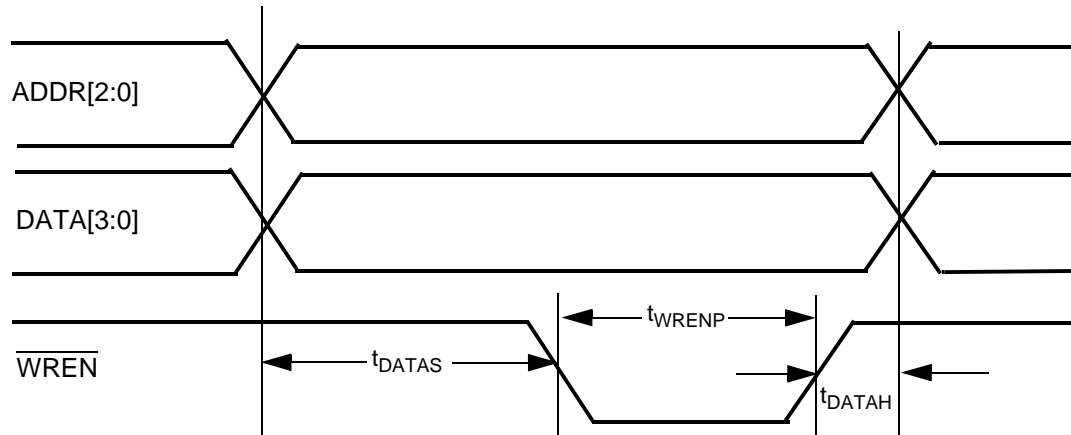 ADDR[2:0]
DATA[3:0]
tWRENP
WREN
tDATAS
tDATAH